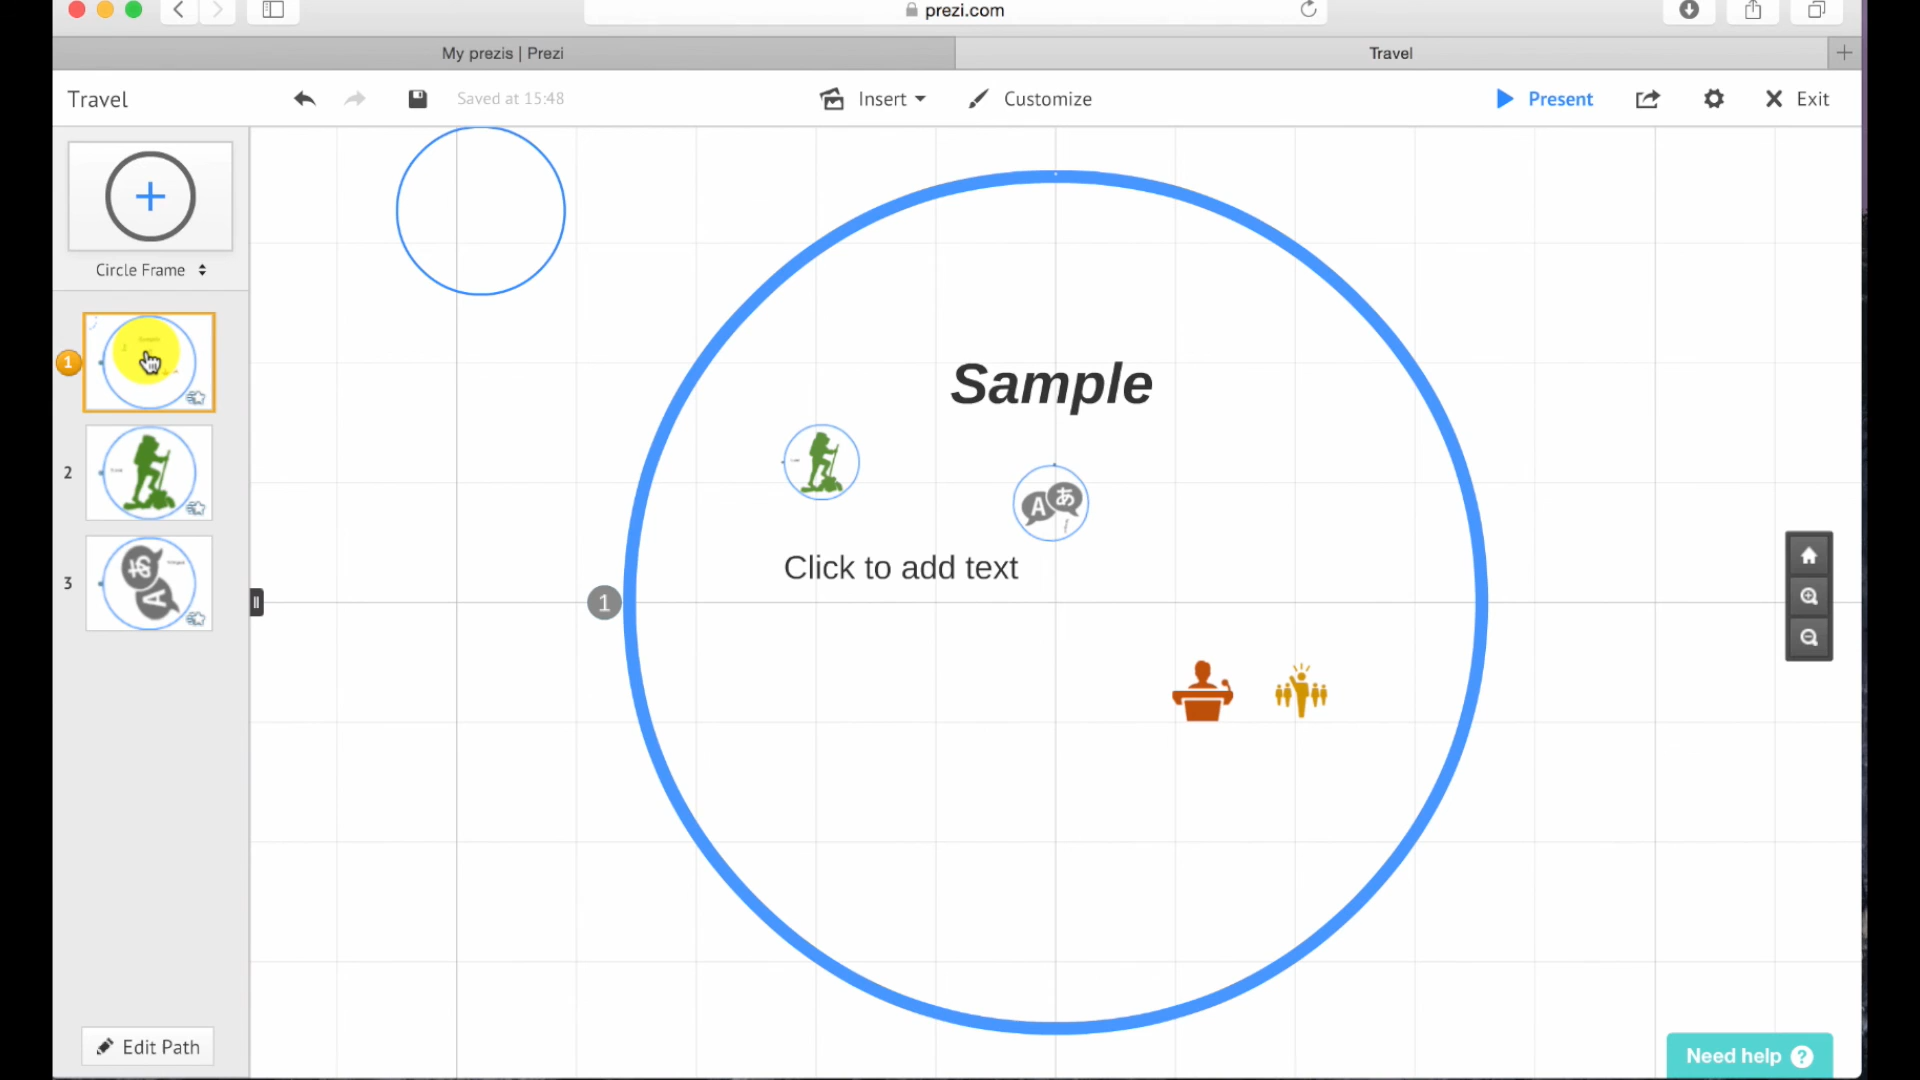 prezi.com
My prezis | Prezi
Travel
Travel
Saved at 15:48
Insert
Customize
Present
Exit
Circle Frame
1
2
3
Sample
A あ
Click to add text
1
Edit Path
Need help ?